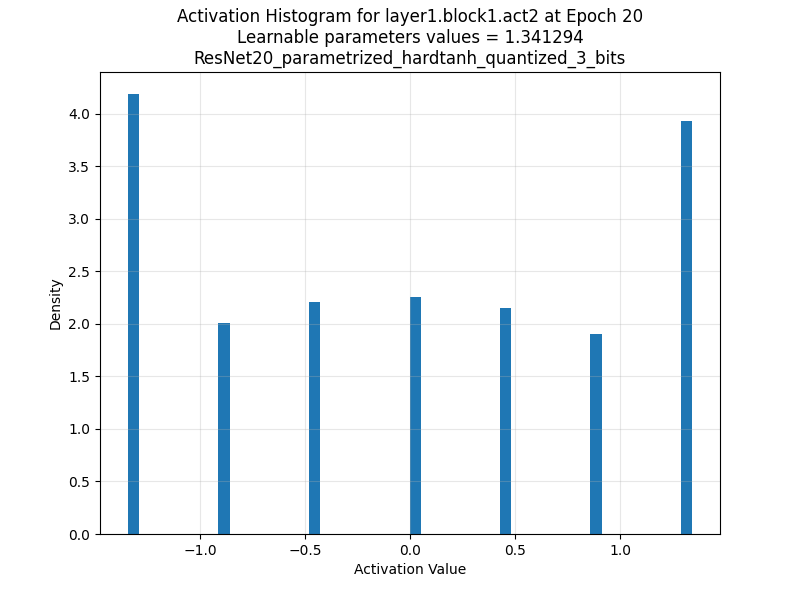 Activation Histogram for layer1.block1.act2 at Epoch 20
Learnable parameters values = 1.341294
ResNet20_parametrized_hardtanh_quantized_3_bits
4.0
3.5
3.0
2.5
2.0
1.5
1.0
0.5
0.0
Density
−1.0 −0.5 0.0 0.5 1.0
Activation Value